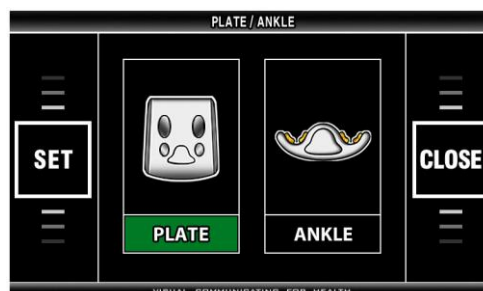 PLATE / ANKLE
SET
CLOSE
PLATE
ANKLE
VISUAL COMMUNICATING FOR HEALTH